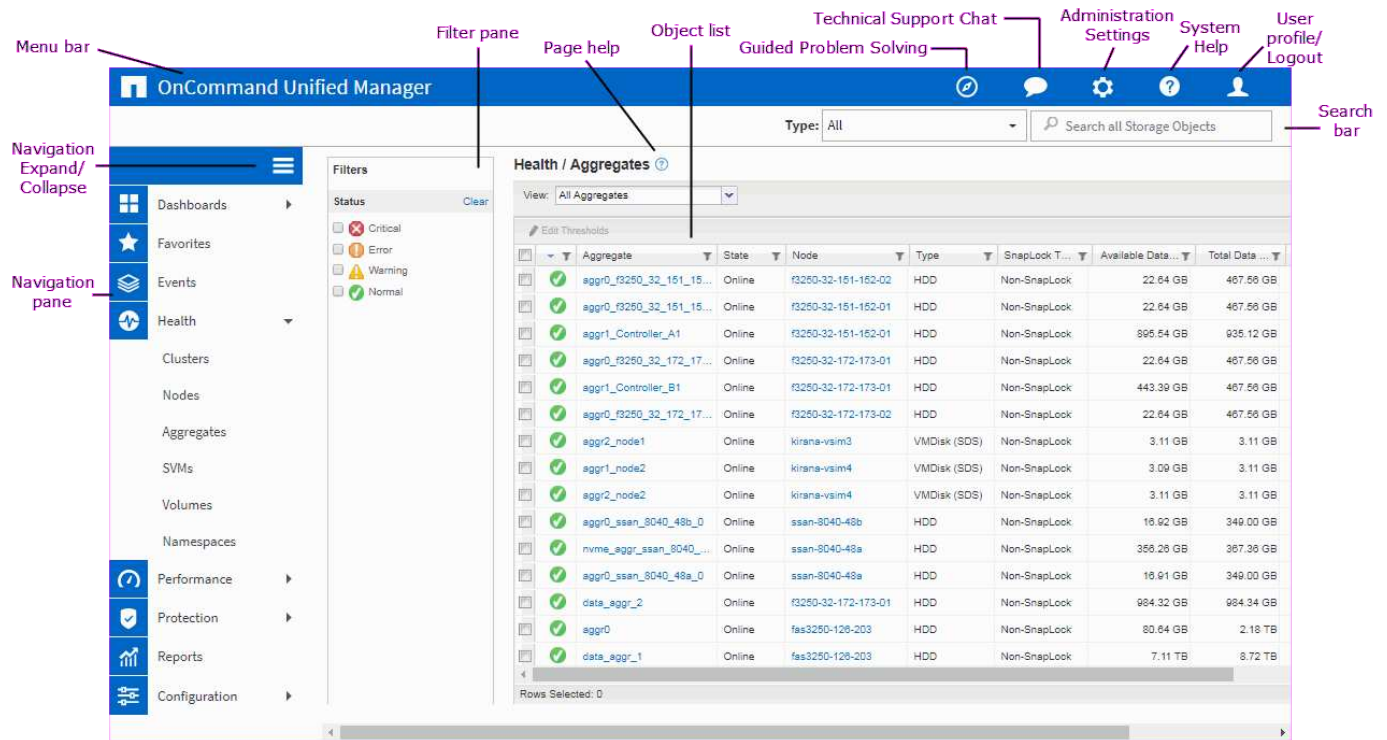 Technical Support Chat
Administration
Settings
System
Help
User
profile/
Logout
Menu bar
Filter pane
Page help
Object list
Guided Problem Solving
OnCommand Unified Manager
Type: All
Search all Storage Objects
Search
bar
Navigation
Expand/
Collapse
Navigation
pane
Dashboards
Favorites
Events
Health
Clusters
Nodes
Aggregates
SVMs
Volumes
Namespaces
Performance
Protection
Reports
Configuration
Filters
Status Clear
Critical
Error
Warning
Normal
Health / Aggregates
View: All Aggregates
Edit Thresholds
Aggregate State Node Type SnapLock T... Available Data... Total Data ...
aggr0_f3250_32_151_15... Online f3250-32-151-152-02 HDD Non-SnapLock 22.64 GB 467.56 GB
aggr0_f3250_32_151_15... Online f3250-32-151-152-01 HDD Non-SnapLock 22.64 GB 467.56 GB
aggr1_Controller_A1 Online f3250-32-151-152-01 HDD Non-SnapLock 895.54 GB 935.12 GB
aggr0_f3250_32_172_17... Online f3250-32-172-173-01 HDD Non-SnapLock 22.64 GB 467.56 GB
aggr1_Controller_B1 Online f3250-32-172-173-01 HDD Non-SnapLock 443.39 GB 467.56 GB
aggr0_f3250_32_172_17... Online f3250-32-172-173-02 HDD Non-SnapLock 22.64 GB 467.56 GB
aggr2_node1 Online kirana-vsim3 VMDisk (SDS) Non-SnapLock 3.11 GB 3.11 GB
aggr1_node2 Online kirana-vsim4 VMDisk (SDS) Non-SnapLock 3.09 GB 3.11 GB
aggr2_node2 Online kirana-vsim4 VMDisk (SDS) Non-SnapLock 3.11 GB 3.11 GB
aggr0_ssan_8040_48b_0 Online ssan-8040-48b HDD Non-SnapLock 16.92 GB 349.00 GB
nvme_aggr_ssan_8040_... Online ssan-8040-48a HDD Non-SnapLock 356.26 GB 367.36 GB
aggr0_ssan_8040_48a_0 Online ssan-8040-48a HDD Non-SnapLock 16.91 GB 349.00 GB
data_aggr_2 Online f3250-32-172-173-01 HDD Non-SnapLock 984.32 GB 984.34 GB
aggr0 Online fas3250-126-203 HDD Non-SnapLock 80.64 GB 2.18 TB
data_aggr_1 Online fas3250-126-203 HDD Non-SnapLock 7.11 TB 8.72 TB
Rows Selected: 0